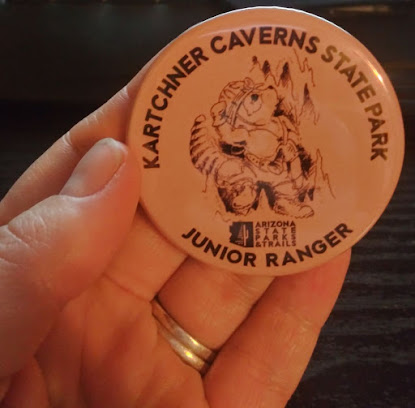 KARTCHNER CAVERNS STATE PARK
ARIZONA
STATE
PARKS
& TRAILS
JUNIOR RANGER